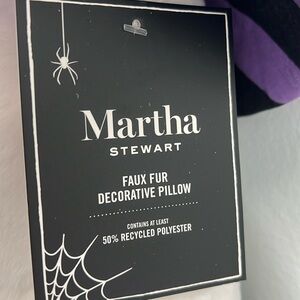 Martha
STEWART
FAUX FUR
DECORATIVE PILLOW
CONTAINS AT LEAST
50% RECYCLED POLYESTER